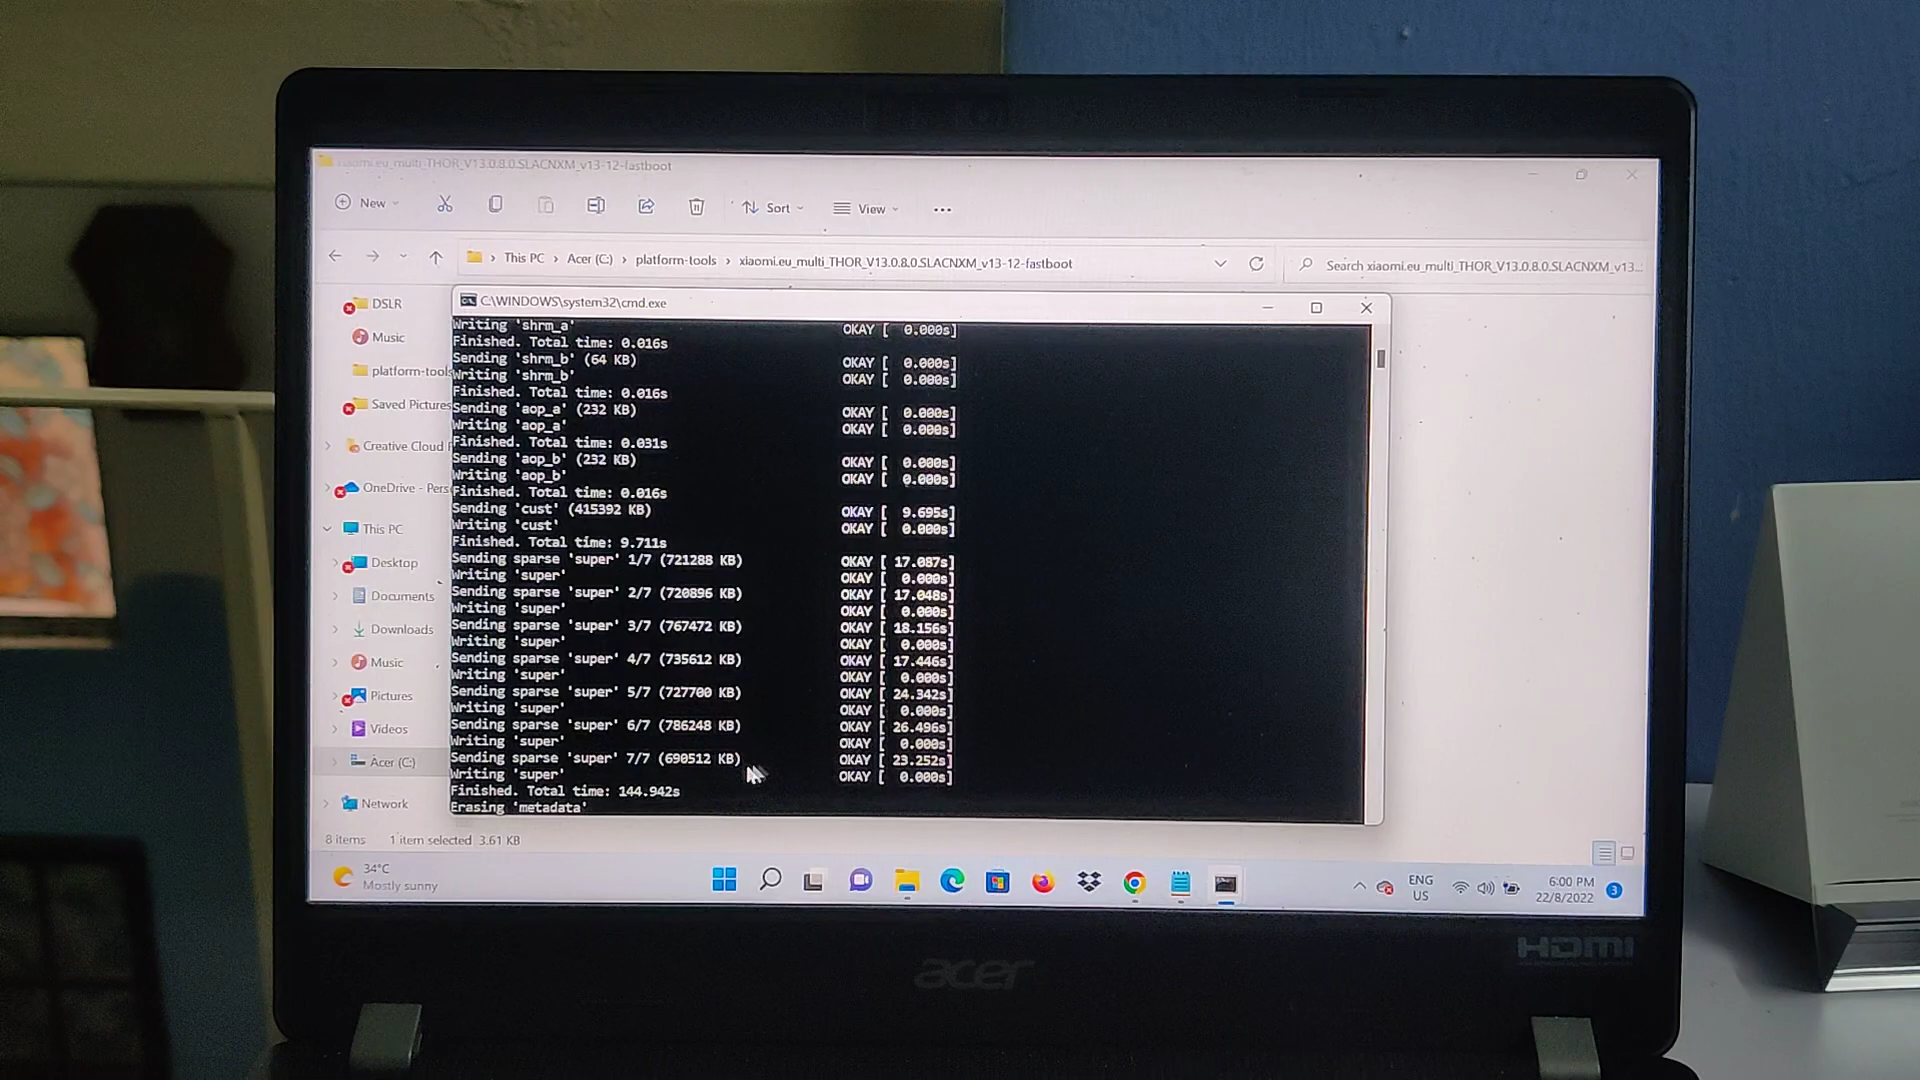 xiaomi.eu_multi_THOR_V13.0.8.0.SLACNXM_v13-12-fastboot
New
Sort
View
This PC > Acer (C:) > platform-tools > xiaomi.eu_multi_THOR_V13.0.8.0.SLACNXM_v13-12-fastboot
Search xiaomi.eu_multi_THOR_V13.0.8.0.SLACNXM_v13...
DSLR
Music
platform-tools
Saved Pictures
Creative Cloud
OneDrive - Pers
This PC
Desktop
Documents
Downloads
Music
Pictures
Videos
Acer (C:)
Network
C:\WINDOWS\system32\cmd.exe
Writing 'shrm_a' OKAY [ 0.000s]
Finished. Total time: 0.016s
Sending 'shrm_b' (64 KB) OKAY [ 0.000s]
Writing 'shrm_b' OKAY [ 0.000s]
Finished. Total time: 0.016s
Sending 'aop_a' (232 KB) OKAY [ 0.000s]
Writing 'aop_a' OKAY [ 0.000s]
Finished. Total time: 0.031s
Sending 'aop_b' (232 KB) OKAY [ 0.000s]
Writing 'aop_b' OKAY [ 0.000s]
Finished. Total time: 0.016s
Sending 'cust' (415392 KB) OKAY [ 9.695s]
Writing 'cust' OKAY [ 0.000s]
Finished. Total time: 9.711s
Sending sparse 'super' 1/7 (721288 KB) OKAY [ 17.087s]
Writing 'super' OKAY [ 0.000s]
Sending sparse 'super' 2/7 (720896 KB) OKAY [ 17.048s]
Writing 'super' OKAY [ 0.000s]
Sending sparse 'super' 3/7 (767472 KB) OKAY [ 18.156s]
Writing 'super' OKAY [ 0.000s]
Sending sparse 'super' 4/7 (735612 KB) OKAY [ 17.446s]
Writing 'super' OKAY [ 0.000s]
Sending sparse 'super' 5/7 (727700 KB) OKAY [ 24.342s]
Writing 'super' OKAY [ 0.000s]
Sending sparse 'super' 6/7 (786248 KB) OKAY [ 26.496s]
Writing 'super' OKAY [ 0.000s]
Sending sparse 'super' 7/7 (690512 KB) OKAY [ 23.252s]
Writing 'super' OKAY [ 0.000s]
Finished. Total time: 144.942s
Erasing 'metadata'
8 items 1 item selected 3.61 KB
34°C
Mostly sunny
ENG
US
6:00 PM
22/8/2022
3
HDMI
acer